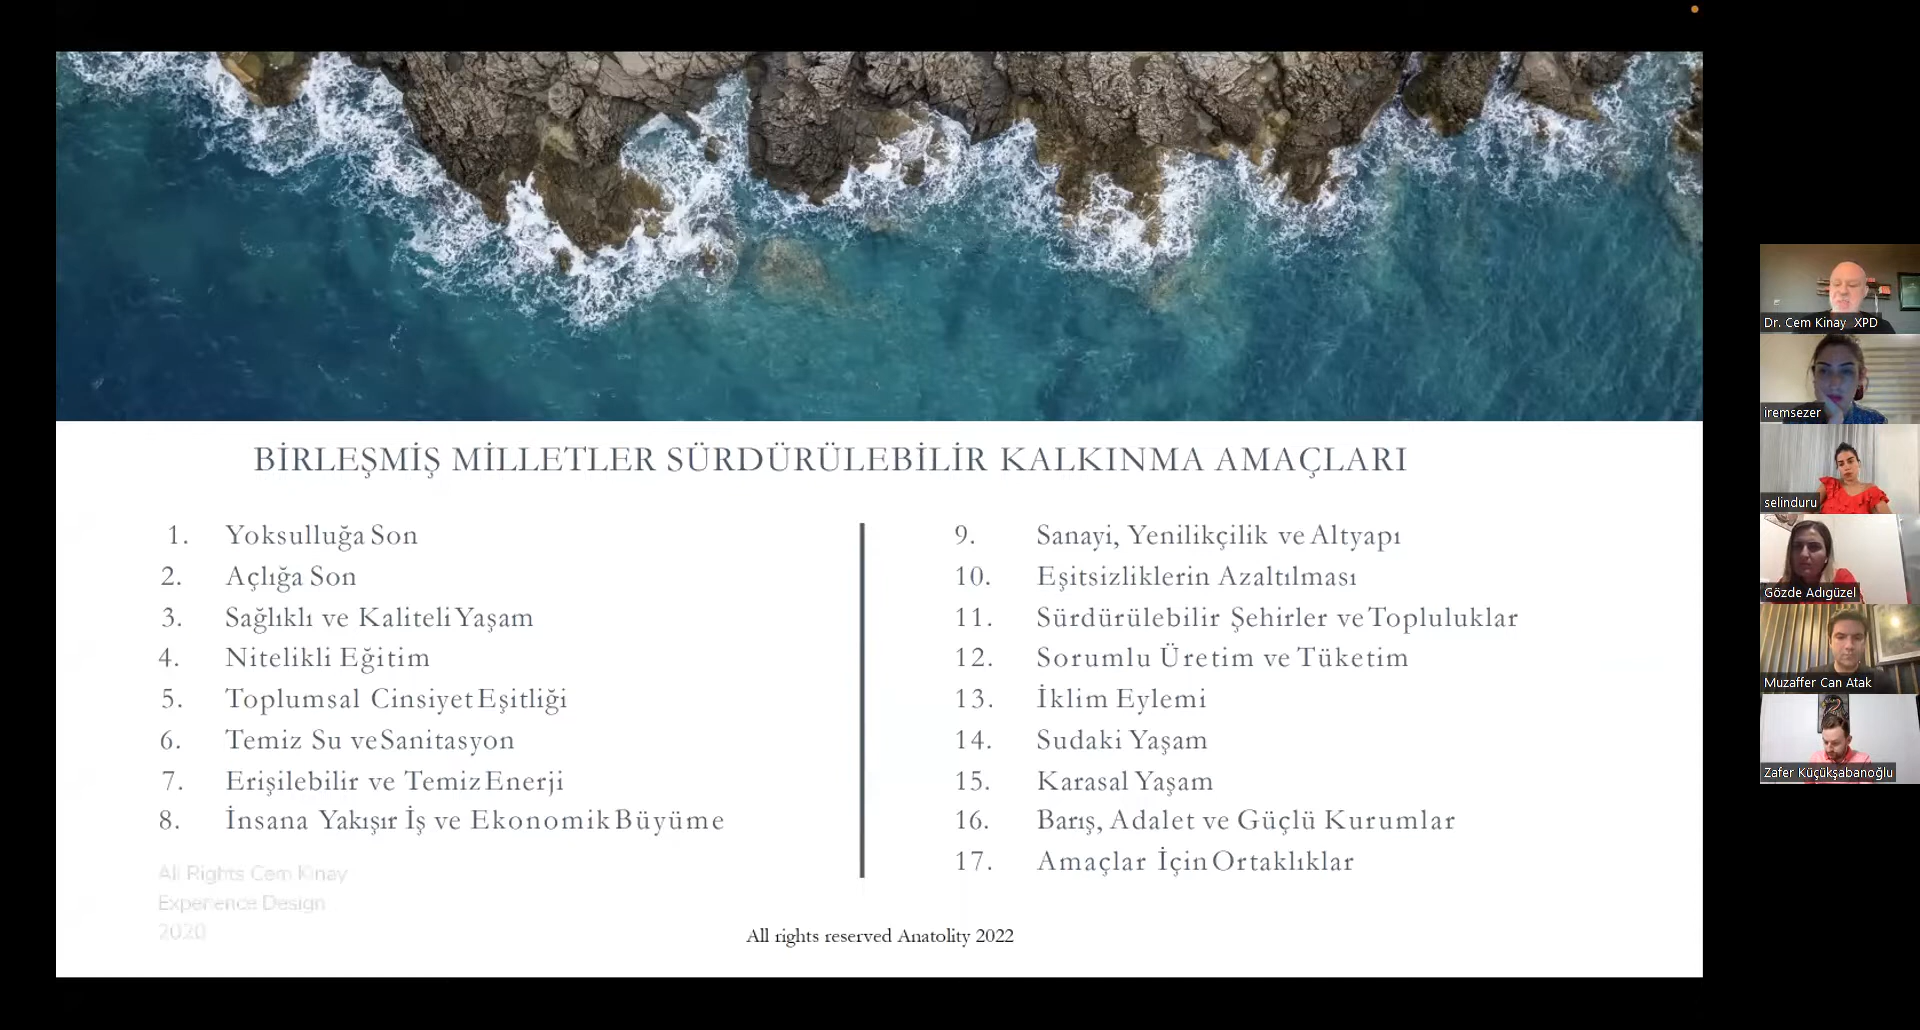 BİRLEŞMİŞ MİLLETLER SÜRDÜRÜLEBİLİR KALKINMA AMAÇLARI
1. Yoksulluğa Son
2. Açlığa Son
3. Sağlıklı ve Kaliteli Yaşam
4. Nitelikli Eğitim
5. Toplumsal Cinsiyet Eşitliği
6. Temiz Su ve Sanitasyon
7. Erişilebilir ve Temiz Enerji
8. İnsana Yakışır İş ve Ekonomik Büyüme
9. Sanayi, Yenilikçilik ve Altyapı
10. Eşitsizliklerin Azaltılması
11. Sürdürülebilir Şehirler ve Topluluklar
12. Sorumlu Üretim ve Tüketim
13. İklim Eylemi
14. Sudaki Yaşam
15. Karasal Yaşam
16. Barış, Adalet ve Güçlü Kurumlar
17. Amaçlar İçin Ortaklıklar
All Rights Cem Kinay
Experience Design
2020
All rights reserved Anatolity 2022
Dr. Cem Kinay XPD
iremsezer
selinduru
Gözde Adıgüzel
Muzaffer Can Atak
Zafer Küçükşabanoğlu